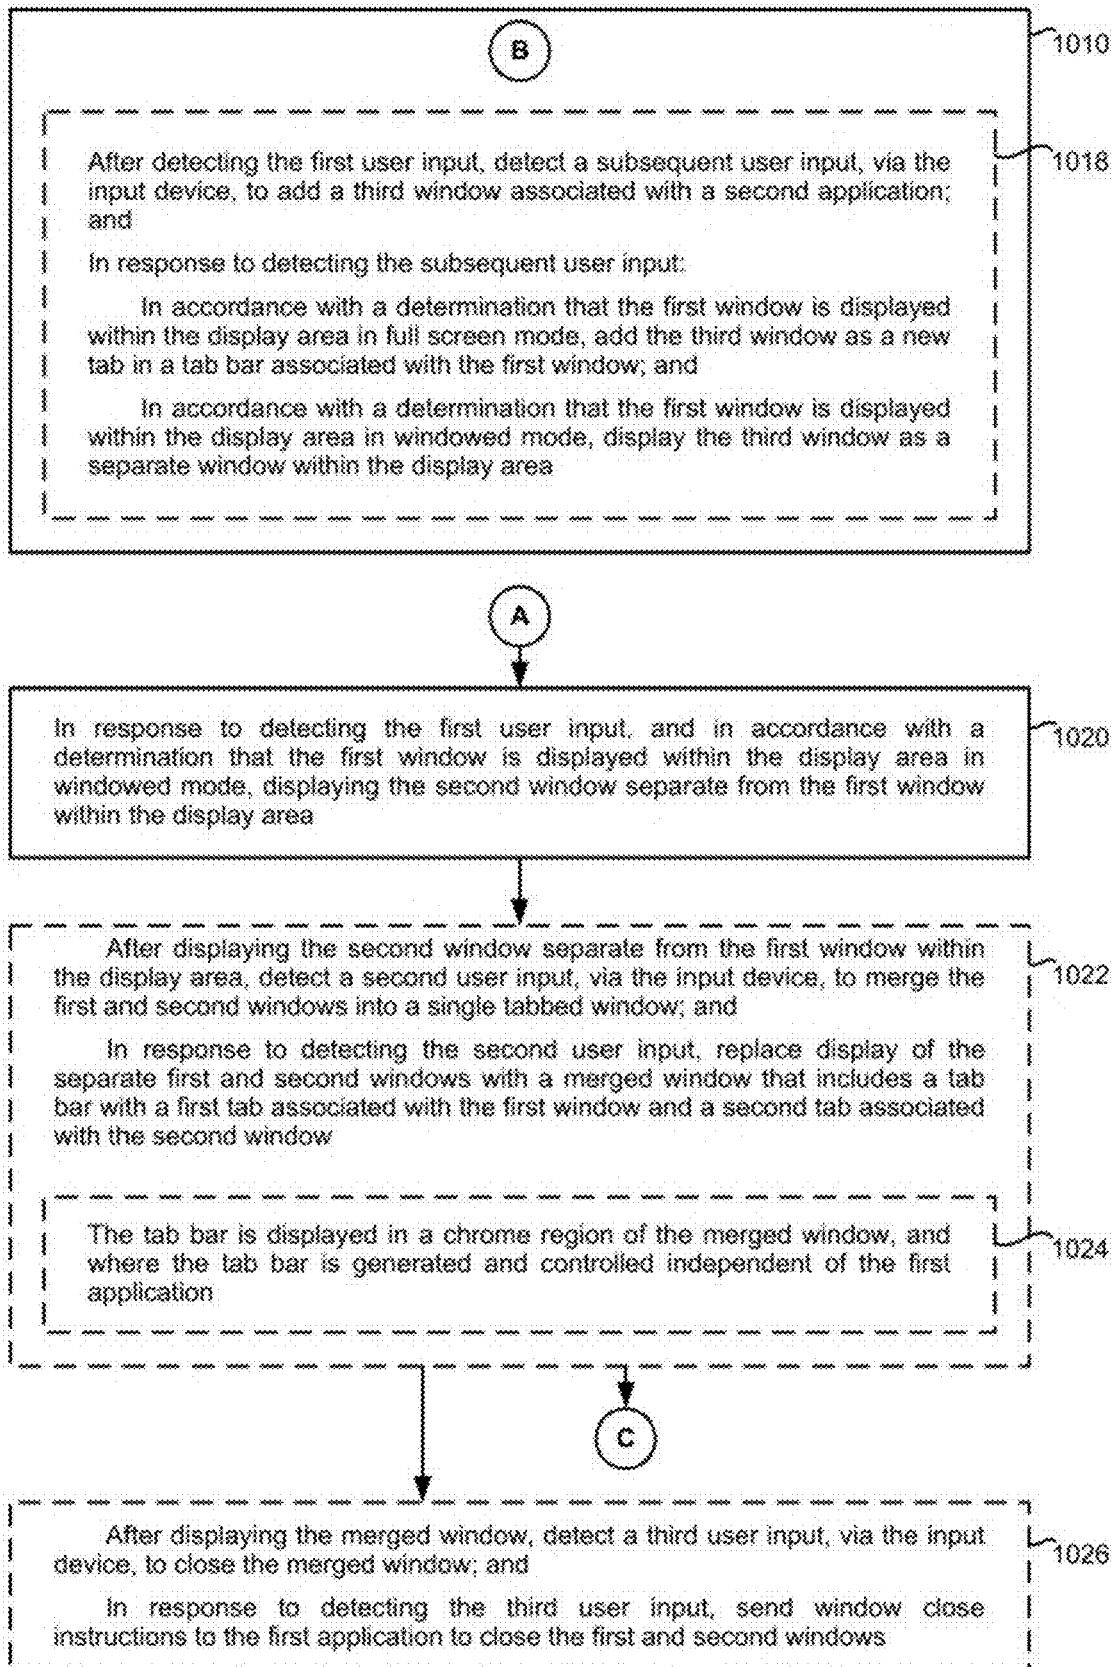 B
1010
After detecting the first user input, detect a subsequent user input, via the
input device, to add a third window associated with a second application;
and
1018
In response to detecting the subsequent user input:
In accordance with a determination that the first window is displayed
within the display area in full screen mode, add the third window as a new
tab in a tab bar associated with the first window; and
In accordance with a determination that the first window is displayed
within the display area in windowed mode, display the third window as a
separate window within the display area
A
In response to detecting the first user input, and in accordance with a
determination that the first window is displayed within the display area in
windowed mode, displaying the second window separate from the first window
within the display area
1020
After displaying the second window separate from the first window within
the display area, detect a second user input, via the input device, to merge the
first and second windows into a single tabbed window; and
1022
In response to detecting the second user input, replace display of the
separate first and second windows with a merged window that includes a tab
bar with a first tab associated with the first window and a second tab associated
with the second window
The tab bar is displayed in a chrome region of the merged window, and
where the tab bar is generated and controlled independent of the first
application
1024
C
After displaying the merged window, detect a third user input, via the input
device, to close the merged window; and
1026
In response to detecting the third user input, send window close
instructions to the first application to close the first and second windows